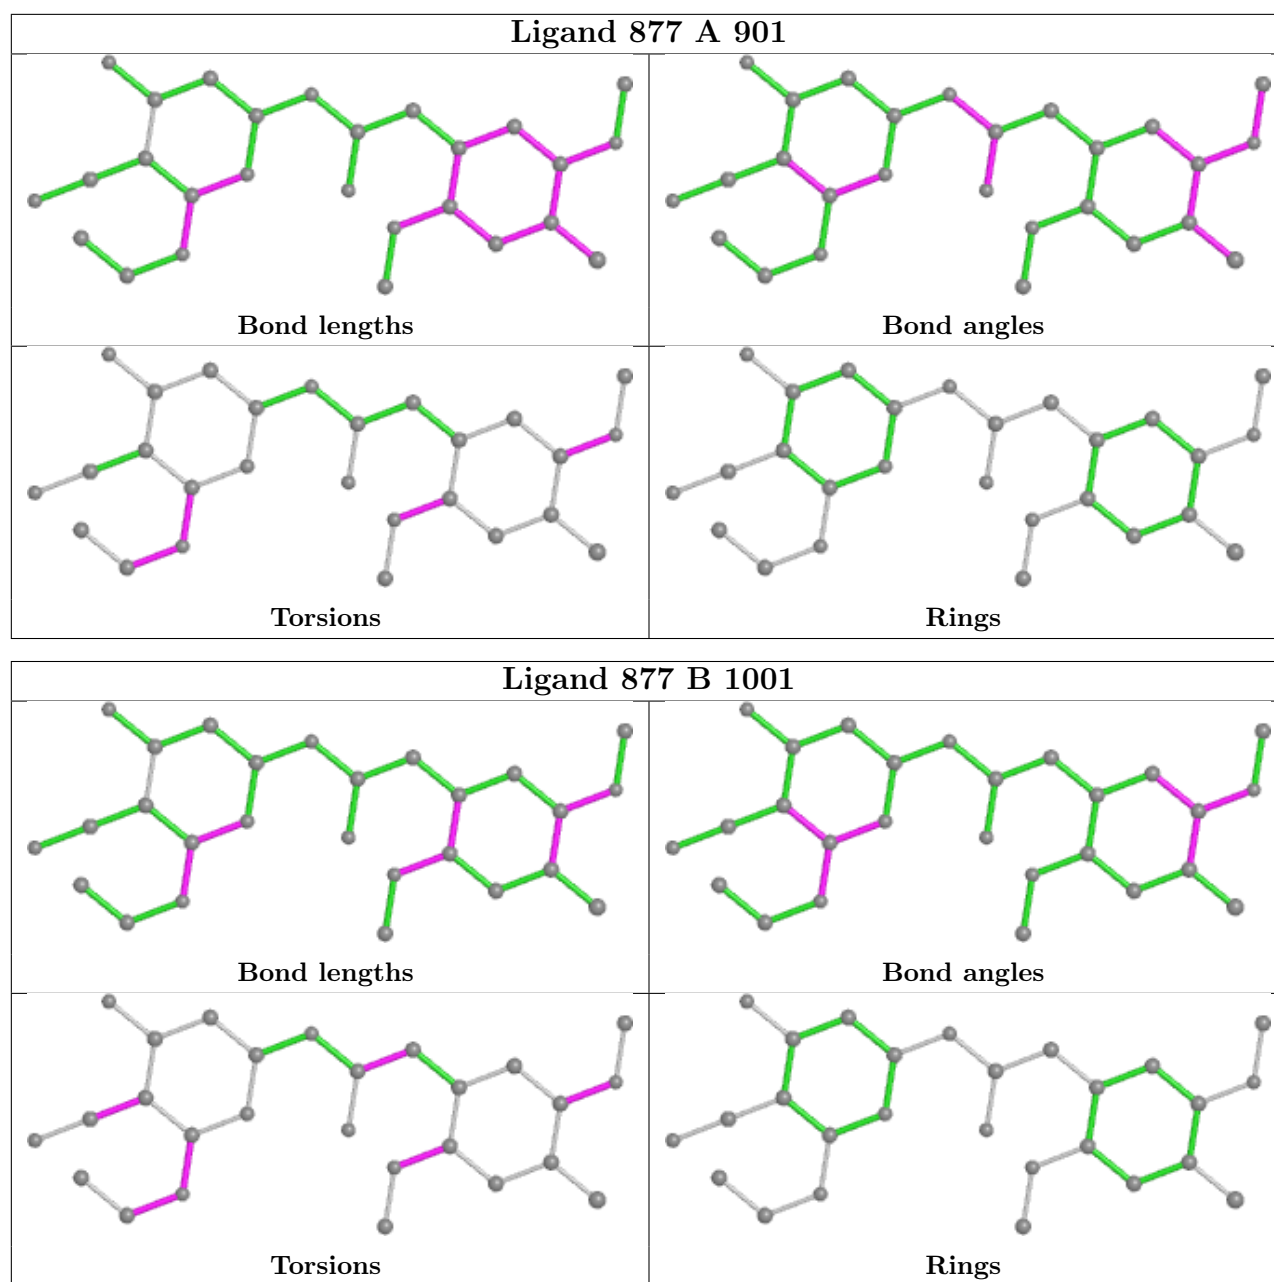 Ligand 877 A 901
Bond lengths
Bond angles
Torsions
Rings
Ligand 877 B 1001
Bond lengths
Bond angles
Torsions
Rings